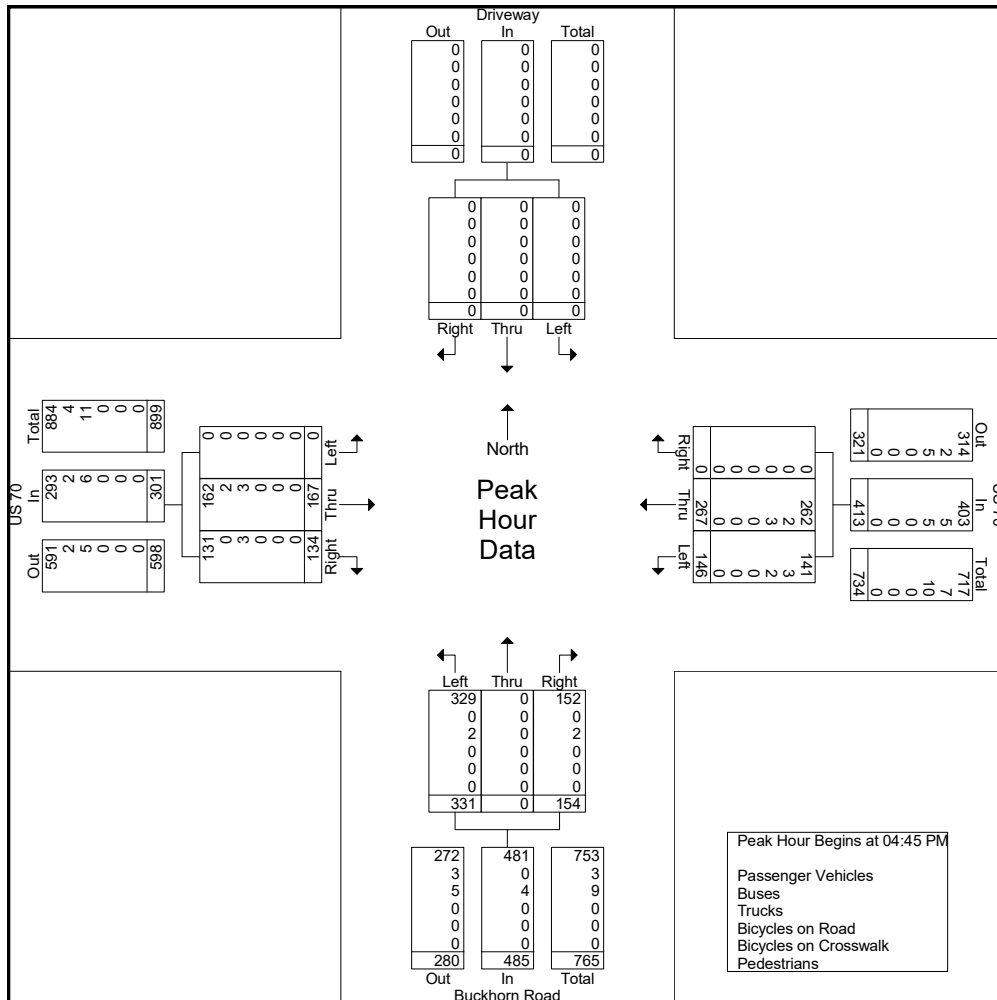 Driveway
Out In Total
0 0 0
0 0 0
0 0 0
0 0 0
0 0 0
0 0 0
0 0 0
0 0 0
0 0 0
0 0 0
0 0 0
0 0 0
0 0 0
0 0 0
Right Thru Left
US 70
Total
884 4 11 0 0 0 899
In
293 2 6 0 0 0 301
Out
591 2 5 0 0 0 598
0 0 0 0 0 0 0
Left
162 2 3 0 0 0 167
Thru
131 0 3 0 0 0 134
Right
North
Peak
Hour
Data
Right
0 0 0 0 0 0 0
Thru
262 2 3 0 0 0 267
Left
141 3 2 0 0 0 146
Out
314 2 5 0 0 0 321
In
403 5 5 0 0 0 413
Total
717 7 10 0 0 0 734
Left Thru Right
329 0 152
0 0 0
2 0 2
0 0 0
0 0 0
0 0 0
331 0 154
272 481 753
3 0 3
5 4 9
0 0 0
0 0 0
0 0 0
280 485 765
Out In Total
Buckhorn Road
Peak Hour Begins at 04:45 PM
Passenger Vehicles
Buses
Trucks
Bicycles on Road
Bicycles on Crosswalk
Pedestrians